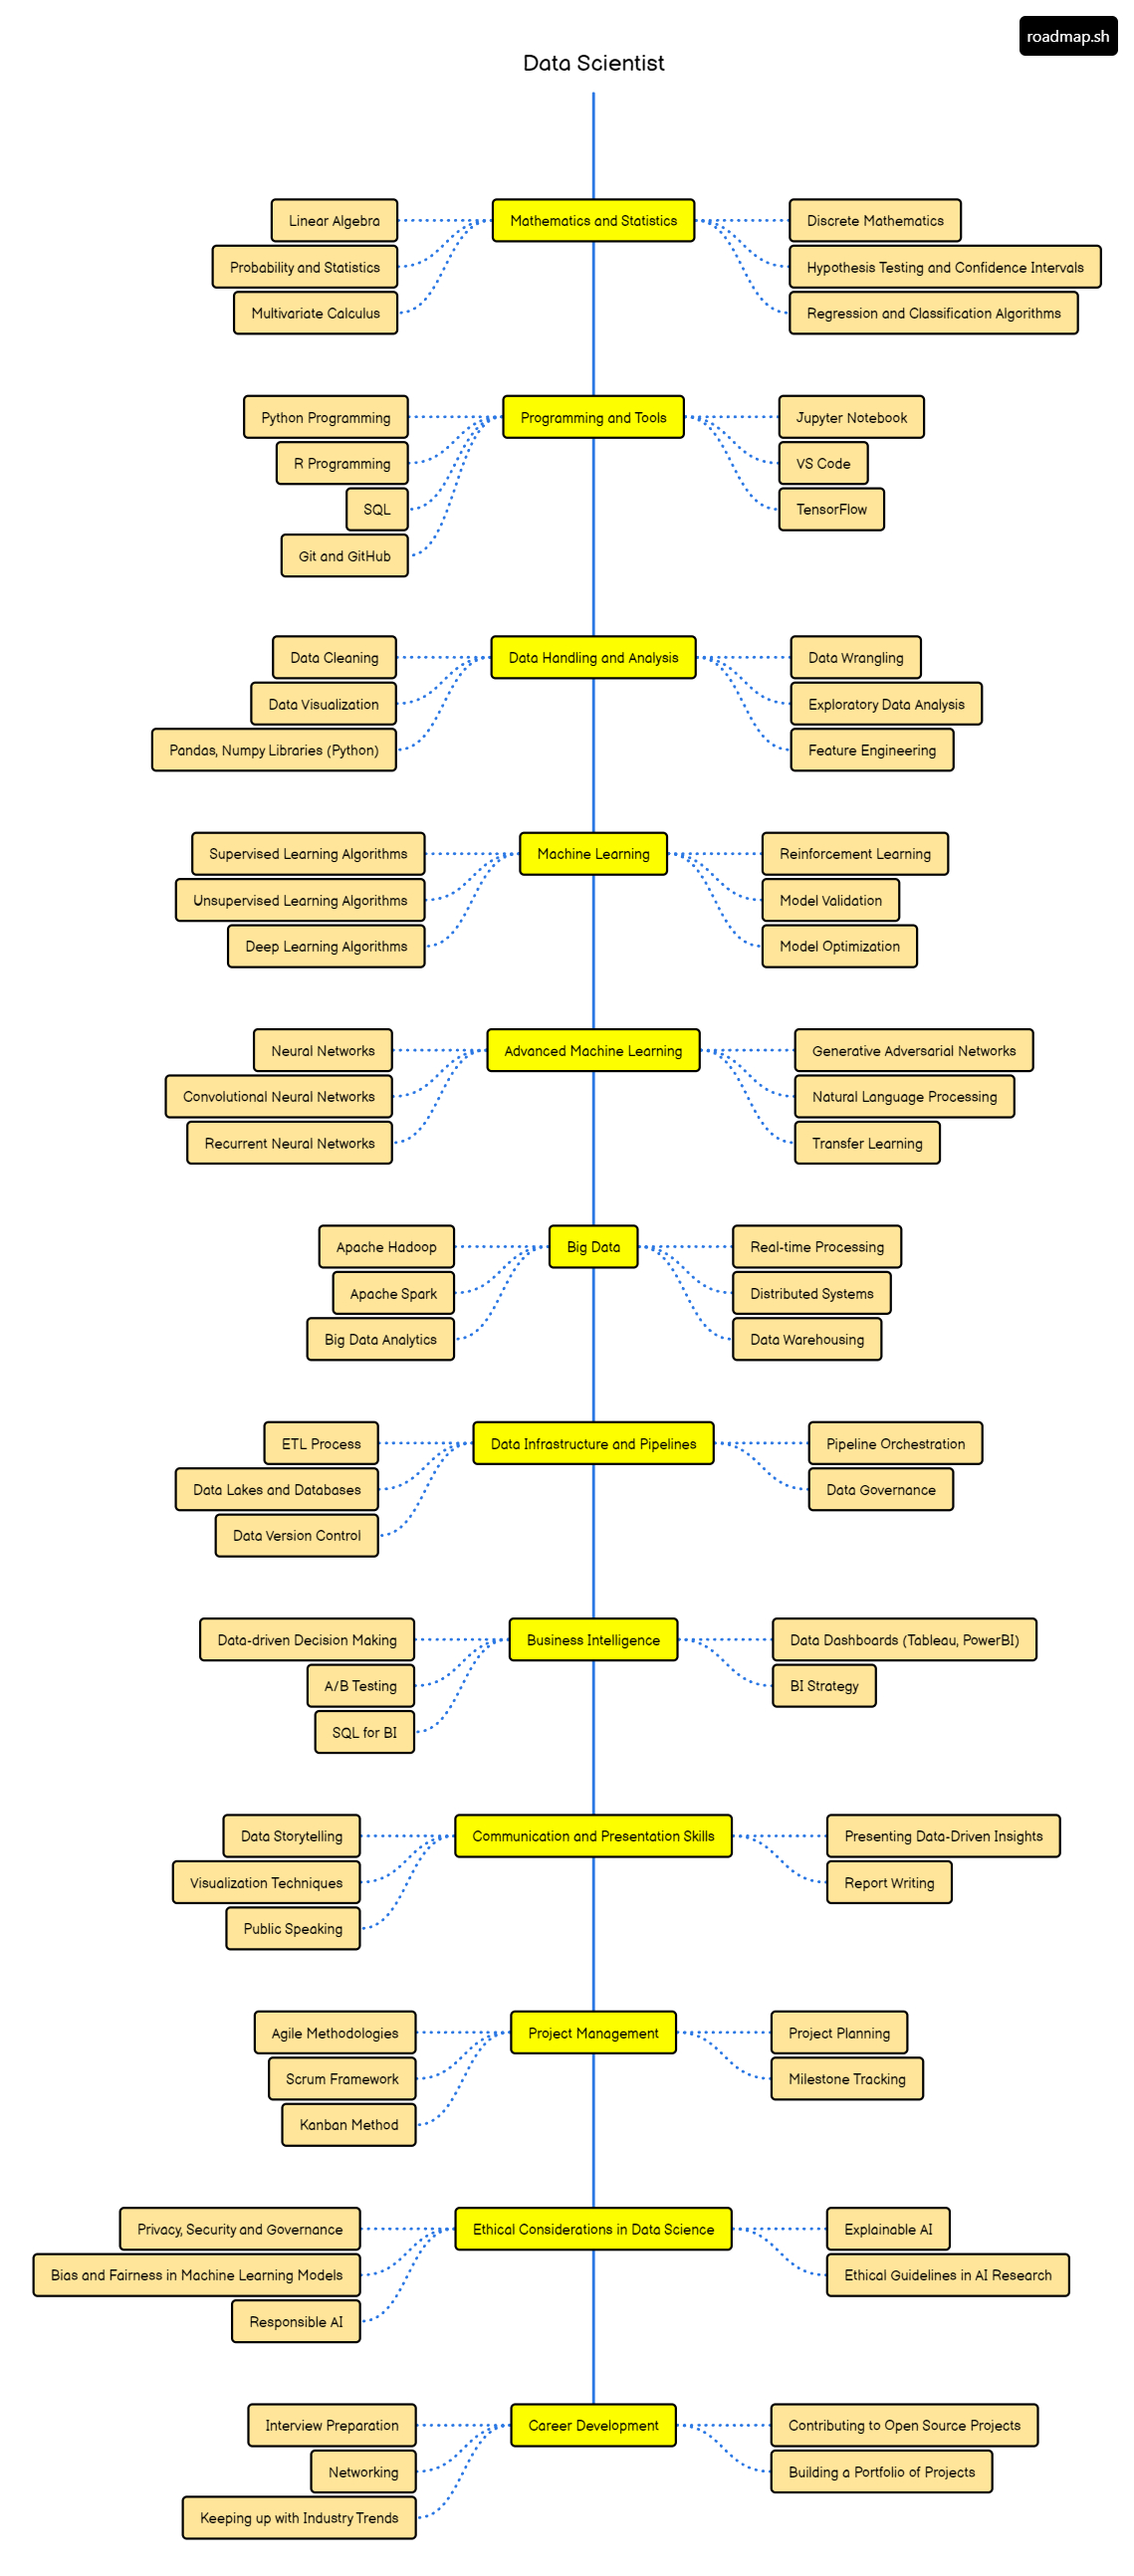 roadmap.sh
Data Scientist
Mathematics and Statistics
Linear Algebra
Probability and Statistics
Multivariate Calculus
Discrete Mathematics
Hypothesis Testing and Confidence Intervals
Regression and Classification Algorithms
Programming and Tools
Python Programming
R Programming
SQL
Git and GitHub
Jupyter Notebook
VS Code
TensorFlow
Data Handling and Analysis
Data Cleaning
Data Visualization
Pandas, Numpy Libraries (Python)
Data Wrangling
Exploratory Data Analysis
Feature Engineering
Machine Learning
Supervised Learning Algorithms
Unsupervised Learning Algorithms
Deep Learning Algorithms
Reinforcement Learning
Model Validation
Model Optimization
Advanced Machine Learning
Neural Networks
Convolutional Neural Networks
Recurrent Neural Networks
Generative Adversarial Networks
Natural Language Processing
Transfer Learning
Big Data
Apache Hadoop
Apache Spark
Big Data Analytics
Real-time Processing
Distributed Systems
Data Warehousing
Data Infrastructure and Pipelines
ETL Process
Data Lakes and Databases
Data Version Control
Pipeline Orchestration
Data Governance
Business Intelligence
Data-driven Decision Making
A/B Testing
SQL for BI
Data Dashboards (Tableau, PowerBI)
BI Strategy
Communication and Presentation Skills
Data Storytelling
Visualization Techniques
Public Speaking
Presenting Data-Driven Insights
Report Writing
Project Management
Agile Methodologies
Scrum Framework
Kanban Method
Project Planning
Milestone Tracking
Ethical Considerations in Data Science
Privacy, Security and Governance
Bias and Fairness in Machine Learning Models
Responsible AI
Explainable AI
Ethical Guidelines in AI Research
Career Development
Interview Preparation
Networking
Keeping up with Industry Trends
Contributing to Open Source Projects
Building a Portfolio of Projects